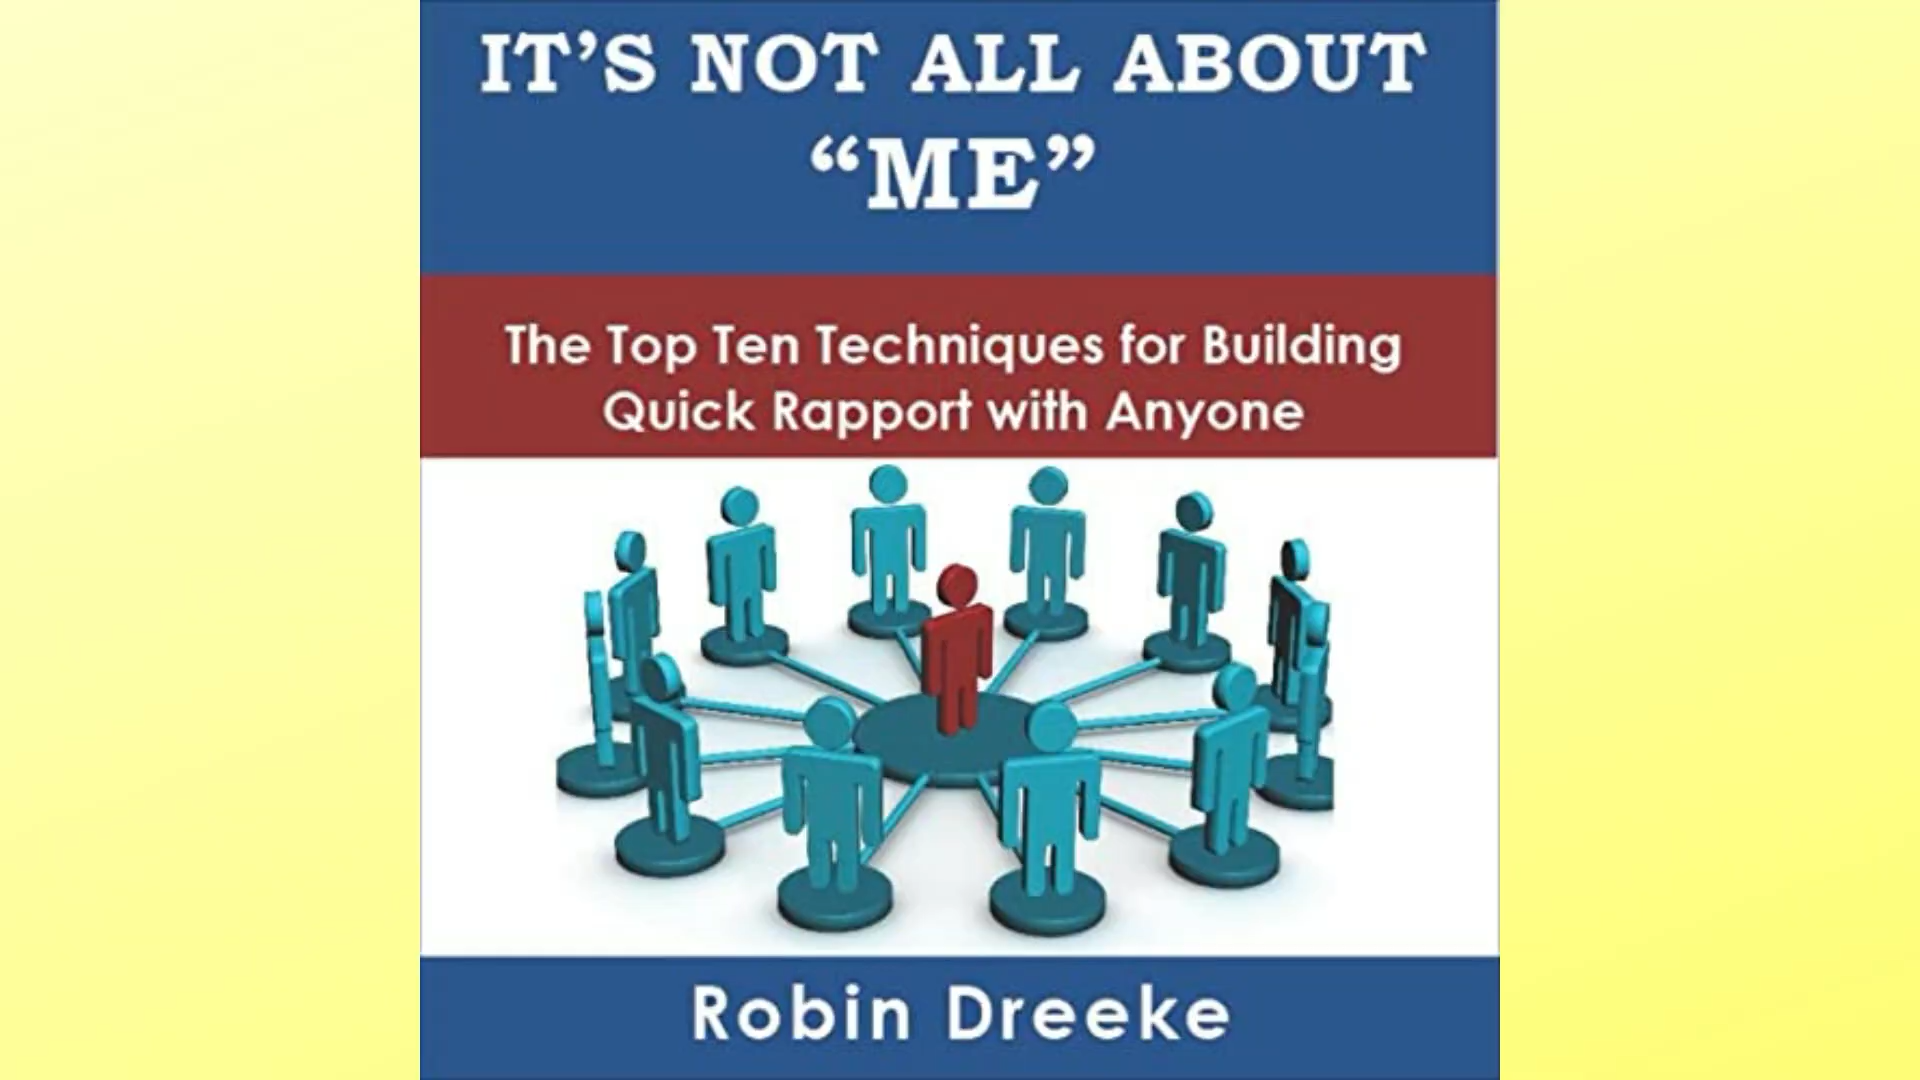 IT’S NOT ALL ABOUT
“ME”
The Top Ten Techniques for Building
Quick Rapport with Anyone
Robin Dreeke